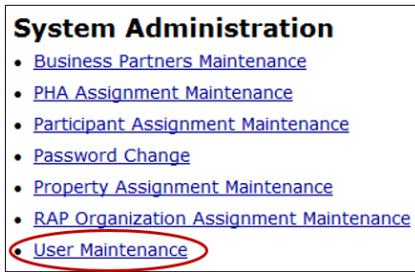 System Administration
• Business Partners Maintenance
• PHA Assignment Maintenance
• Participant Assignment Maintenance
• Password Change
• Property Assignment Maintenance
• RAP Organization Assignment Maintenance
• User Maintenance